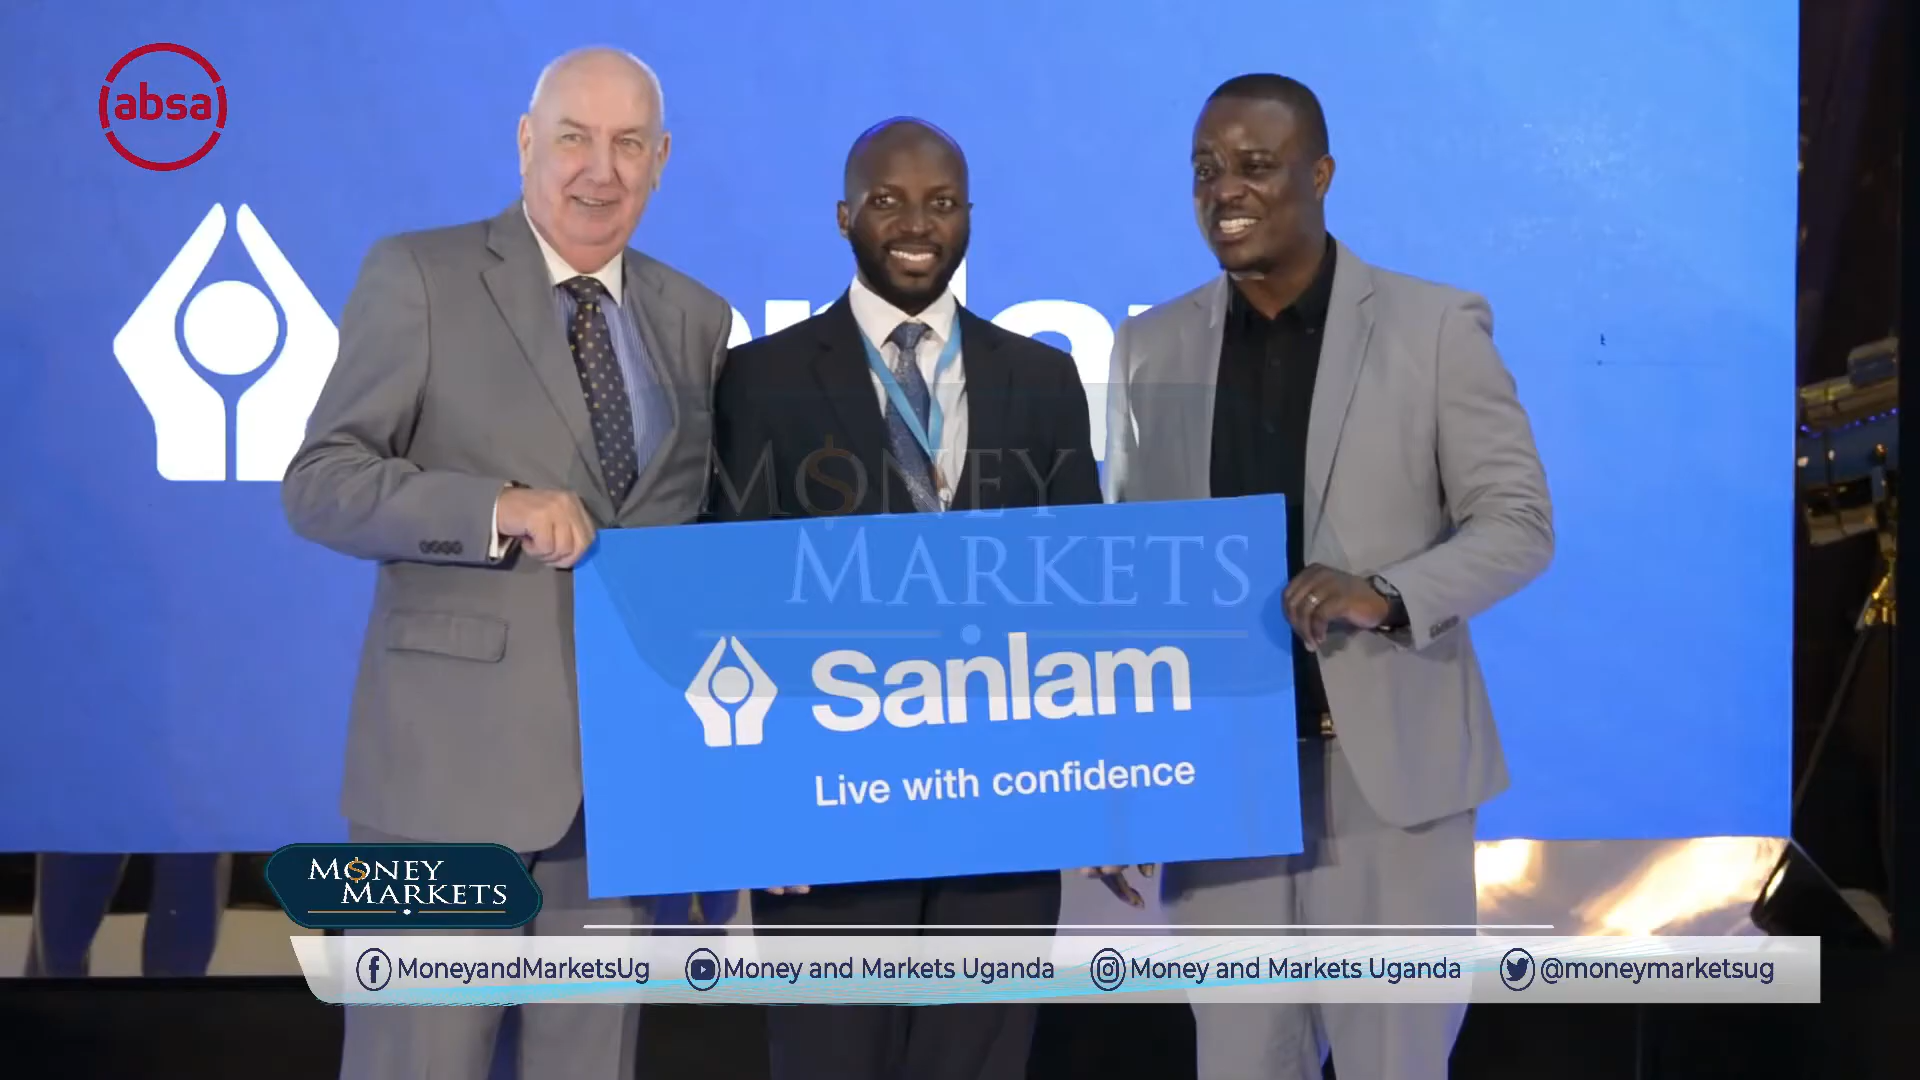 absa
MONEY
MARKETS
Sanlam
Live with confidence
MONEY
MARKETS
MoneyandMarketsUg
Money and Markets Uganda
Money and Markets Uganda
@moneymarketsug